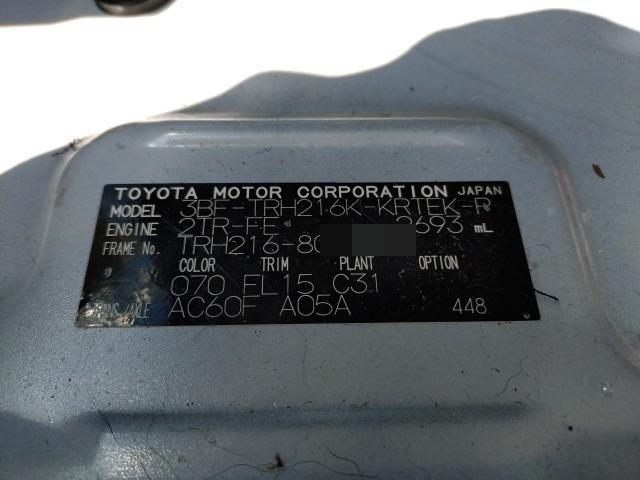 TOYOTA MOTOR CORPORATION JAPAN
MODEL 3BF-TRH216K-KRTEK-R
ENGINE 2TR-FE 2693 mL
FRAME No. TRH216-80
COLOR TRIM PLANT OPTION
070 FL15 C31
AC60F A05A 448